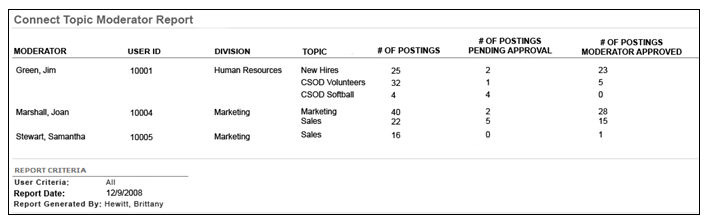 Connect Topic Moderator Report
MODERATOR USER ID DIVISION TOPIC # OF POSTINGS # OF POSTINGS PENDING APPROVAL # OF POSTINGS MODERATOR APPROVED
Green, Jim 10001 Human Resources New Hires 25 2 23
CSOD Volunteers 32 1 5
CSOD Softball 4 4 0
Marshall, Joan 10004 Marketing Marketing 40 2 28
Sales 22 5 15
Stewart, Samantha 10005 Marketing Sales 16 0 1
REPORT CRITERIA
User Criteria: All
Report Date: 12/9/2008
Report Generated By: Hewitt, Brittany